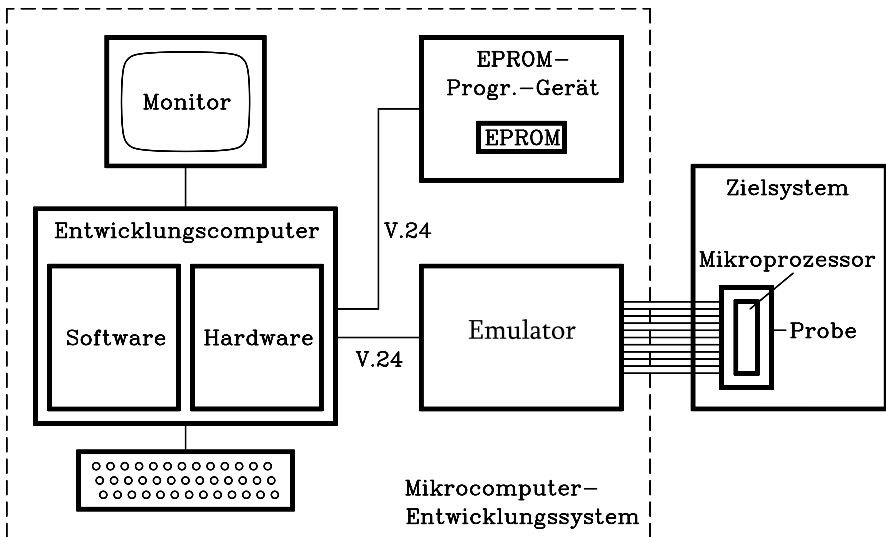 Monitor
EPROM-
Progr.-Gerät
EPROM
Zielsystem
Entwicklungscomputer
V.24
Mikroprozessor
Software
Hardware
Emulator
Probe
V.24
Mikrocomputer-
Entwicklungssystem